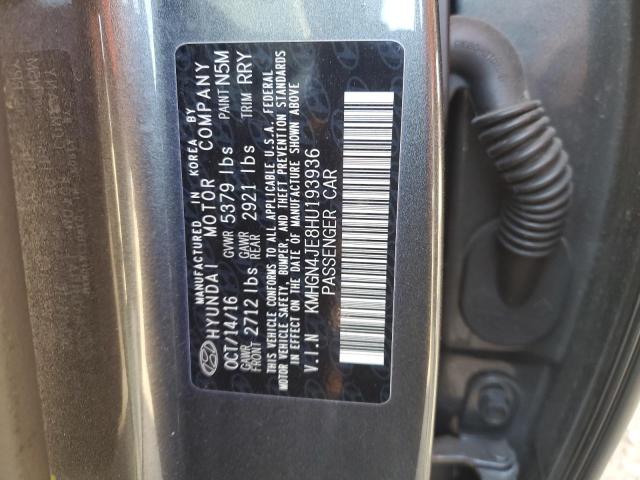 MANUFACTURED IN KOREA BY
HYUNDAI MOTOR COMPANY
OCT/14/16 GVWR 5379 lbs PAINT N5M
GAWR FRONT 2712 lbs GAWR REAR 2921 lbs TRIM RRY
THIS VEHICLE CONFORMS TO ALL APPLICABLE U.S.A. FEDERAL
MOTOR VEHICLE SAFETY, BUMPER, AND THEFT PREVENTION STANDARDS
IN EFFECT ON THE DATE OF MANUFACTURE SHOWN ABOVE
V.I.N KMHGN4JE8HU193936
PASSENGER CAR